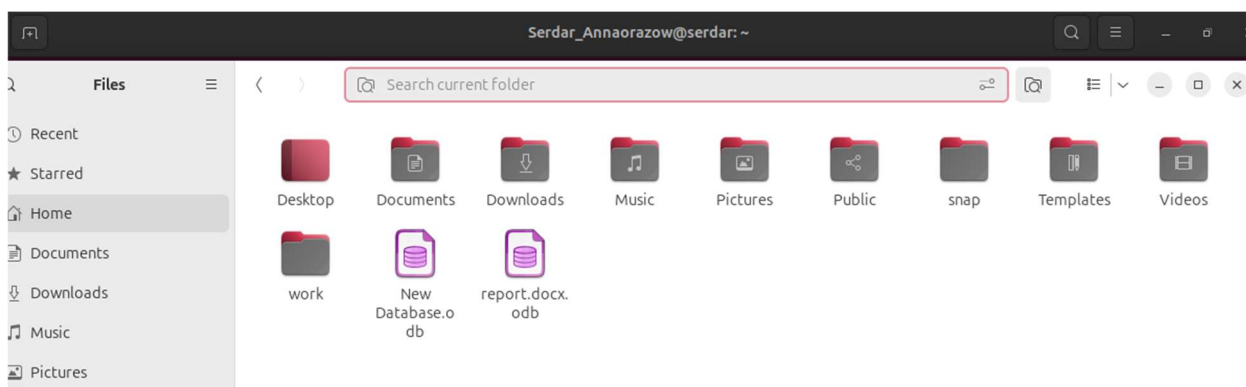 Serdar_Annaorazow@serdar: ~
Files
Search current folder
Recent
Starred
Home
Documents
Downloads
Music
Pictures
Desktop
Documents
Downloads
Music
Pictures
Public
snap
Templates
Videos
work
New
Database.o
db
report.docx.
odb